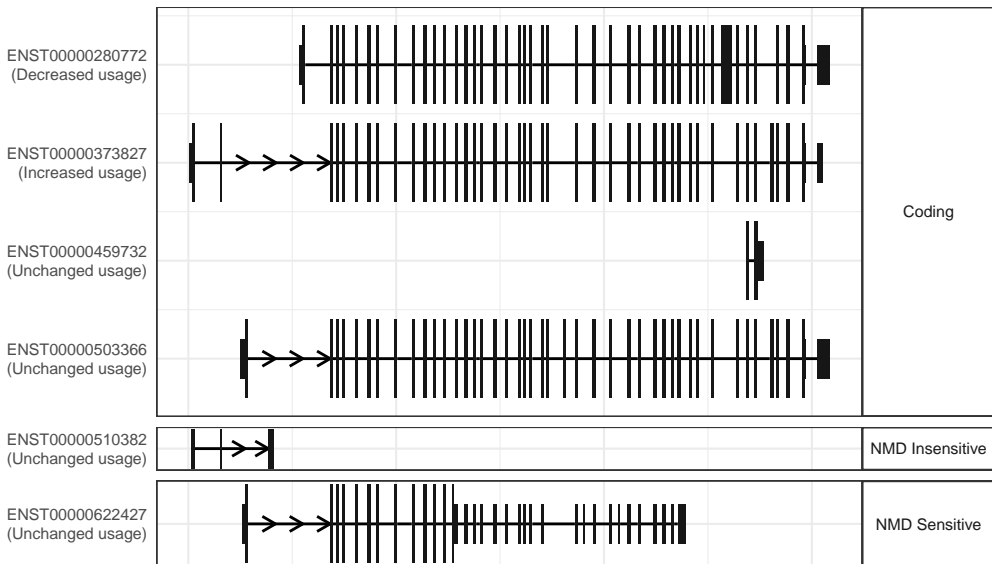 ENST00000280772
(Decreased usage)
ENST00000373827
(Increased usage)
ENST00000459732
(Unchanged usage)
ENST00000503366
(Unchanged usage)
Coding
ENST00000510382
(Unchanged usage)
NMD Insensitive
ENST00000622427
(Unchanged usage)
NMD Sensitive